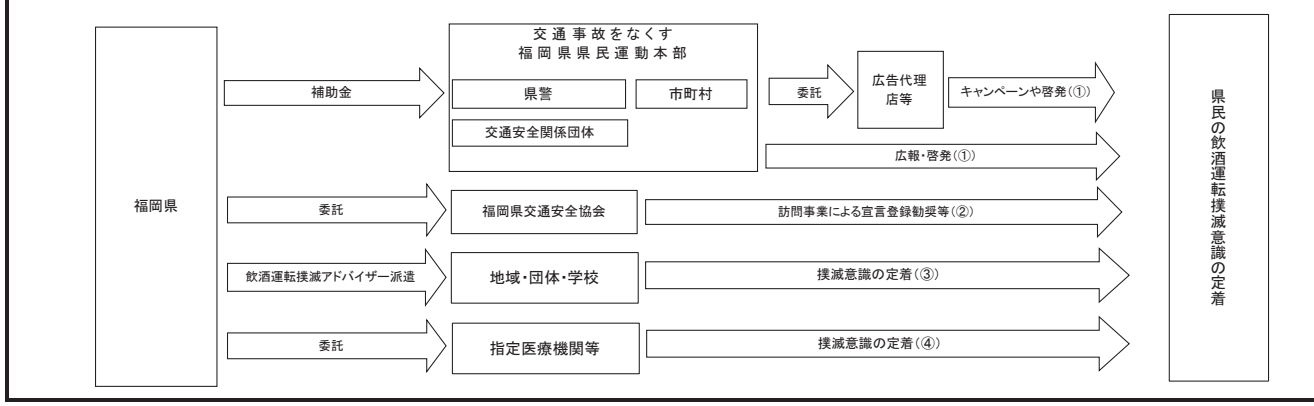 福岡県
補助金
交通事故をなくす
福岡県県民運動本部
県警
市町村
交通安全関係団体
委託
広告代理
店等
キャンペーンや啓発(①)
広報・啓発(①)
委託
福岡県交通安全協会
訪問事業による宣言登録勧奨等(②)
飲酒運転撲滅アドバイザー派遣
地域・団体・学校
撲滅意識の定着(③)
委託
指定医療機関等
撲滅意識の定着(④)
県民の飲酒運転撲滅意識の定着